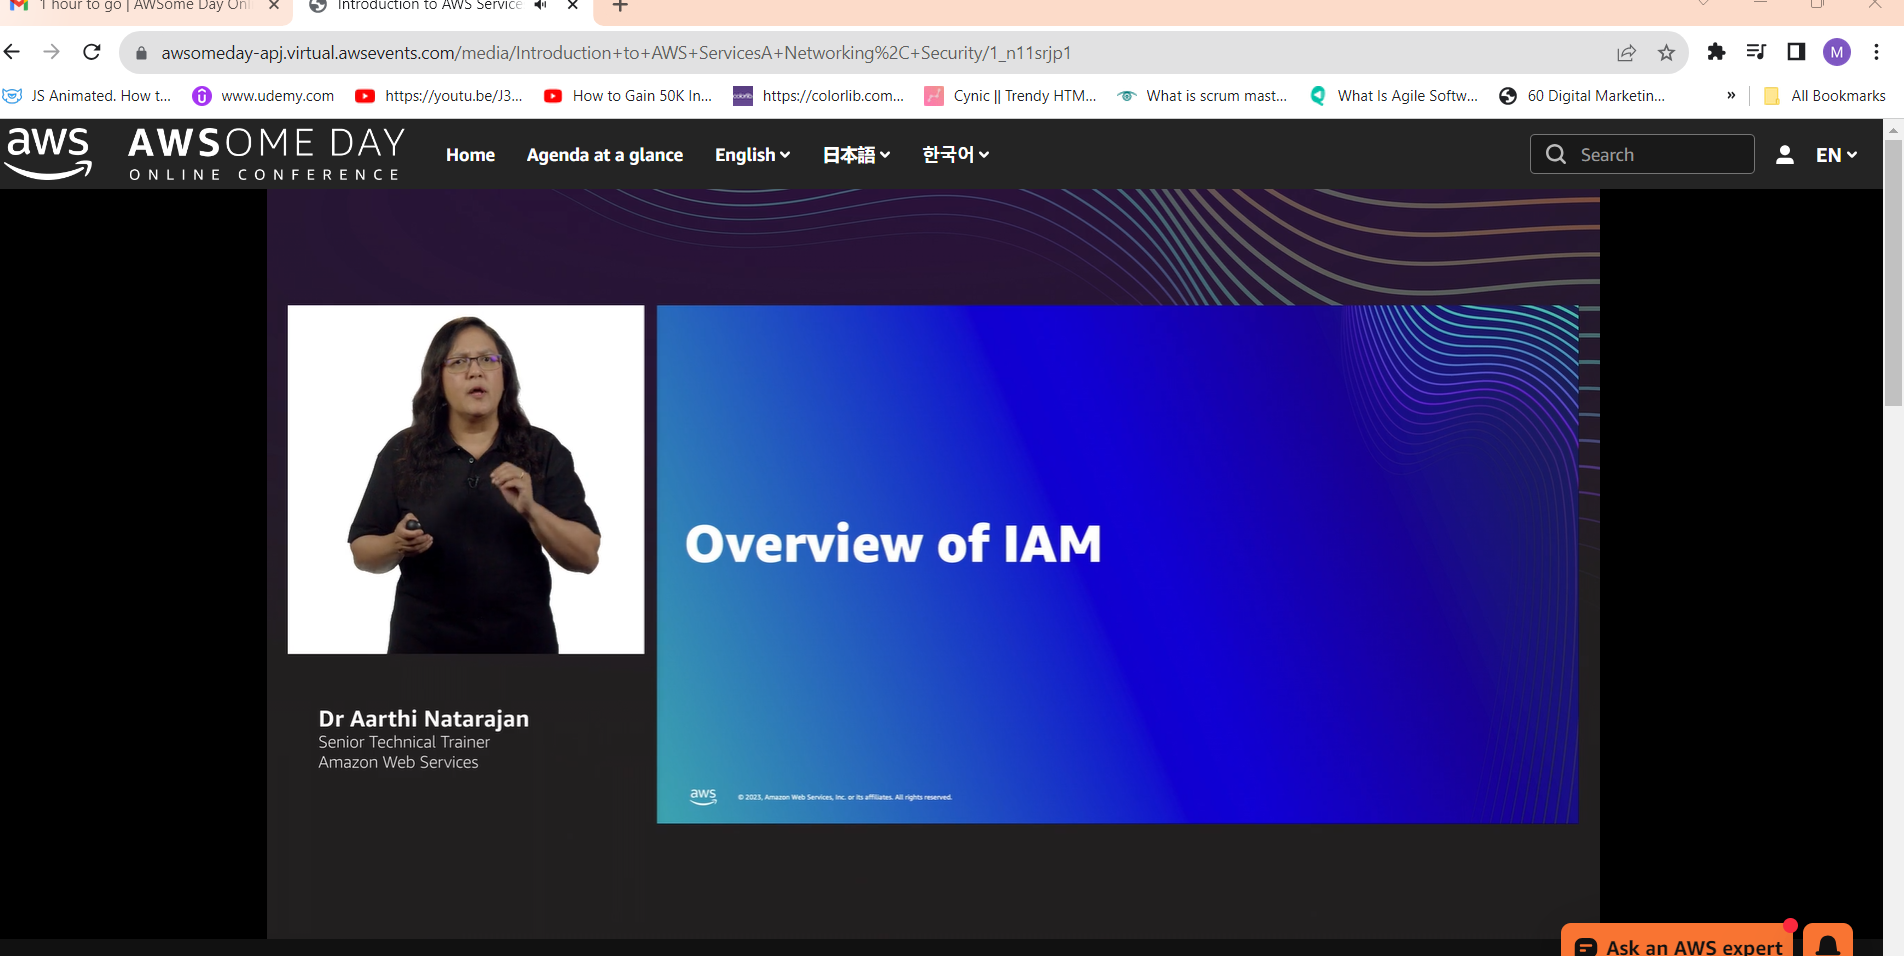 1 hour to go | AWSome Day Onl
Introduction to AWS Service
awsomeday-apj.virtual.awsevents.com/media/Introduction+to+AWS+ServicesA+Networking%2C+Security/1_n11srjp1
M
JS Animated. How t...
www.udemy.com
https://youtu.be/J3...
How to Gain 50K In...
https://colorlib.com...
Cynic || Trendy HTM...
What is scrum mast...
What Is Agile Softw...
60 Digital Marketin...
»
All Bookmarks
aws
AWSOME DAY
ONLINE CONFERENCE
Home
Agenda at a glance
English
日本語
한국어
Search
EN
Overview of IAM
Dr Aarthi Natarajan
Senior Technical Trainer
Amazon Web Services
aws
© 2023, Amazon Web Services, Inc. or its affiliates. All rights reserved.
Ask an AWS expert